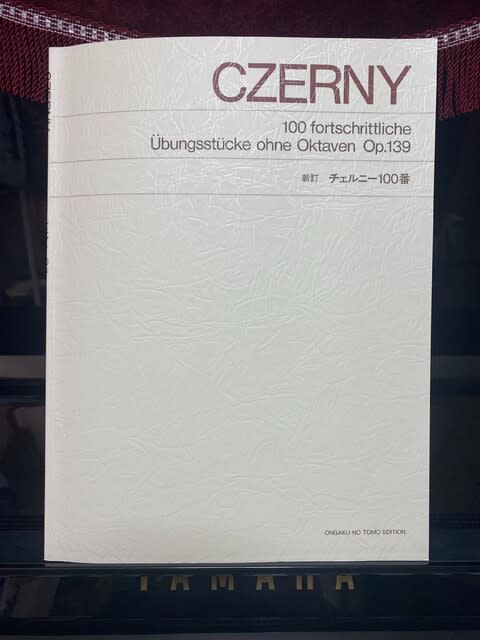 CZERNY
100 fortschrittliche
Übungsstücke ohne Oktaven Op.139
新訂 チェルニー100番
ONGAKU NO TOMO EDITION
YAMAHA